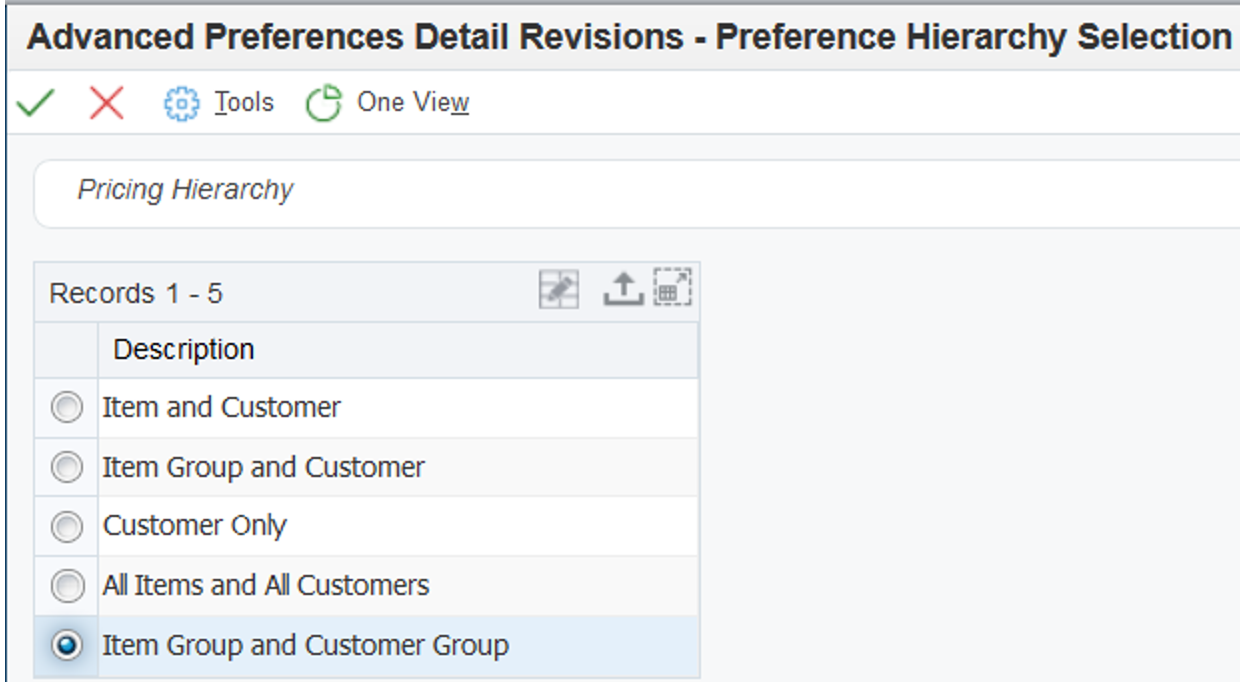 Advanced Preferences Detail Revisions - Preference Hierarchy Selection
Tools One View
Pricing Hierarchy
Records 1 - 5
Description
Item and Customer
Item Group and Customer
Customer Only
All Items and All Customers
Item Group and Customer Group